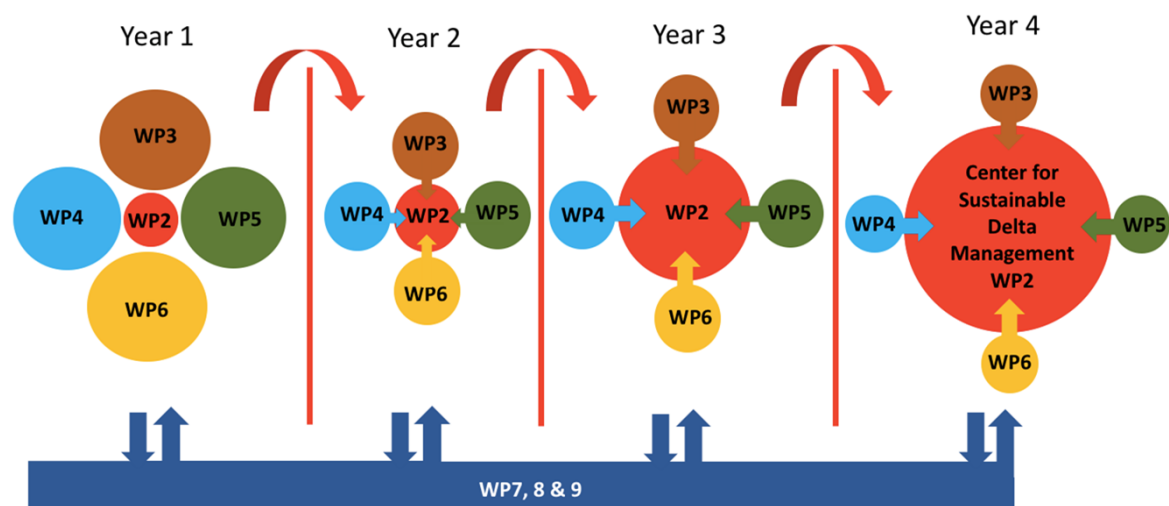 Year 1
Year 2
Year 3
Year 4
WP3
WP4
WP2
WP5
WP6
WP3
WP4
WP2
WP5
WP6
WP3
WP4
WP2
WP5
WP6
WP3
WP4
Center for
Sustainable
Delta
Management
WP2
WP5
WP6
WP7, 8 & 9